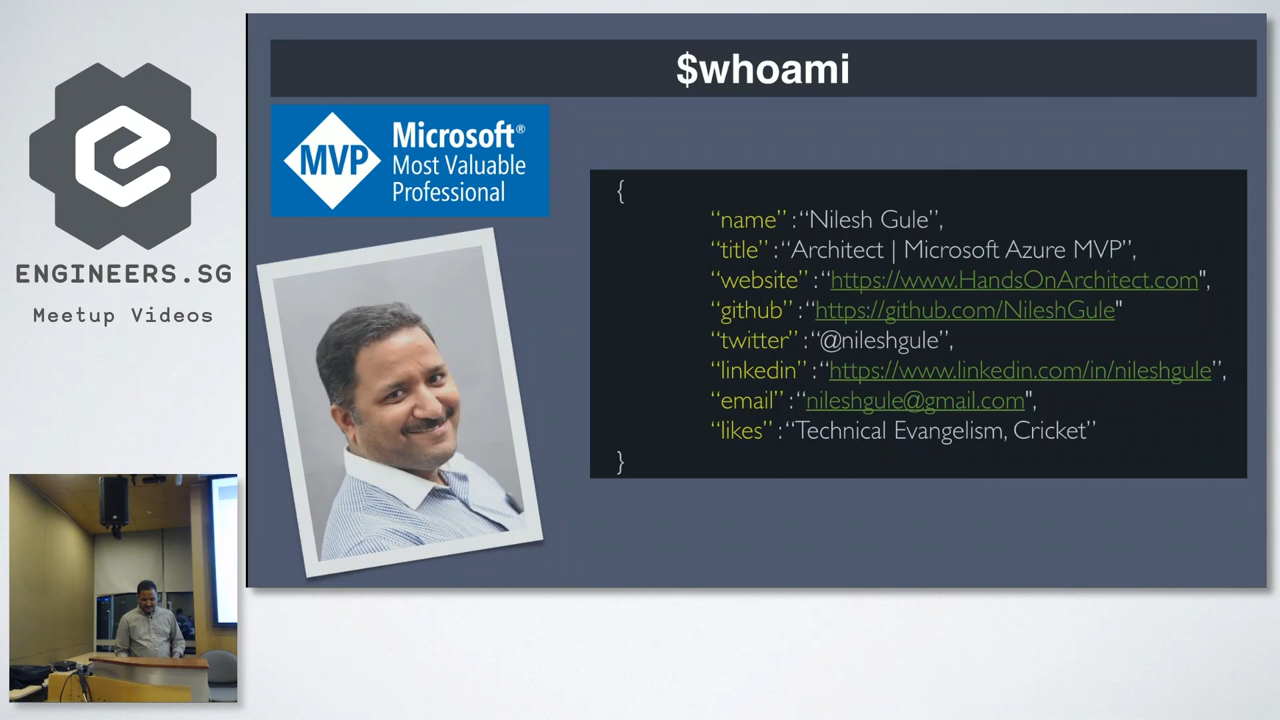 $whoami
MVP
Microsoft®
Most Valuable
Professional
ENGINEERS.SG
Meetup Videos
{
“name” :“Nilesh Gule”,
“title” :“Architect | Microsoft Azure MVP”,
“website” :“https://www.HandsOnArchitect.com",
“github” :“https://github.com/NileshGule"
“twitter” :“@nileshgule”,
“linkedin” :“https://www.linkedin.com/in/nileshgule”,
“email” :“nileshgule@gmail.com",
“likes” :“Technical Evangelism, Cricket”
}